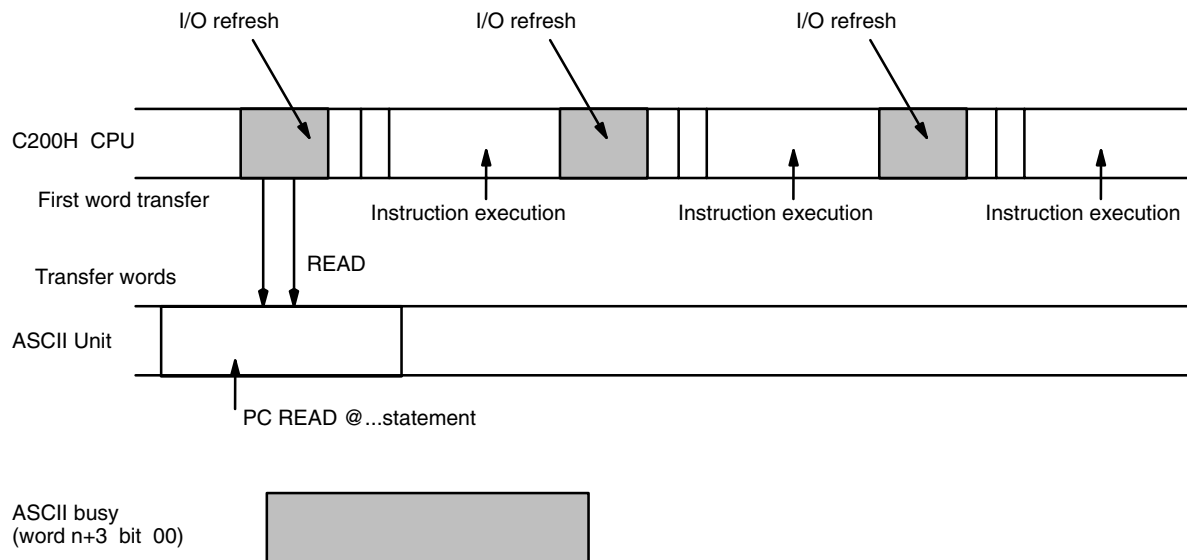 I/O refresh
I/O refresh
I/O refresh
C200H CPU
First word transfer
Instruction execution
Instruction execution
Instruction execution
READ
Transfer words
ASCII Unit
PC READ @...statement
ASCII busy
(word n+3 bit 00)